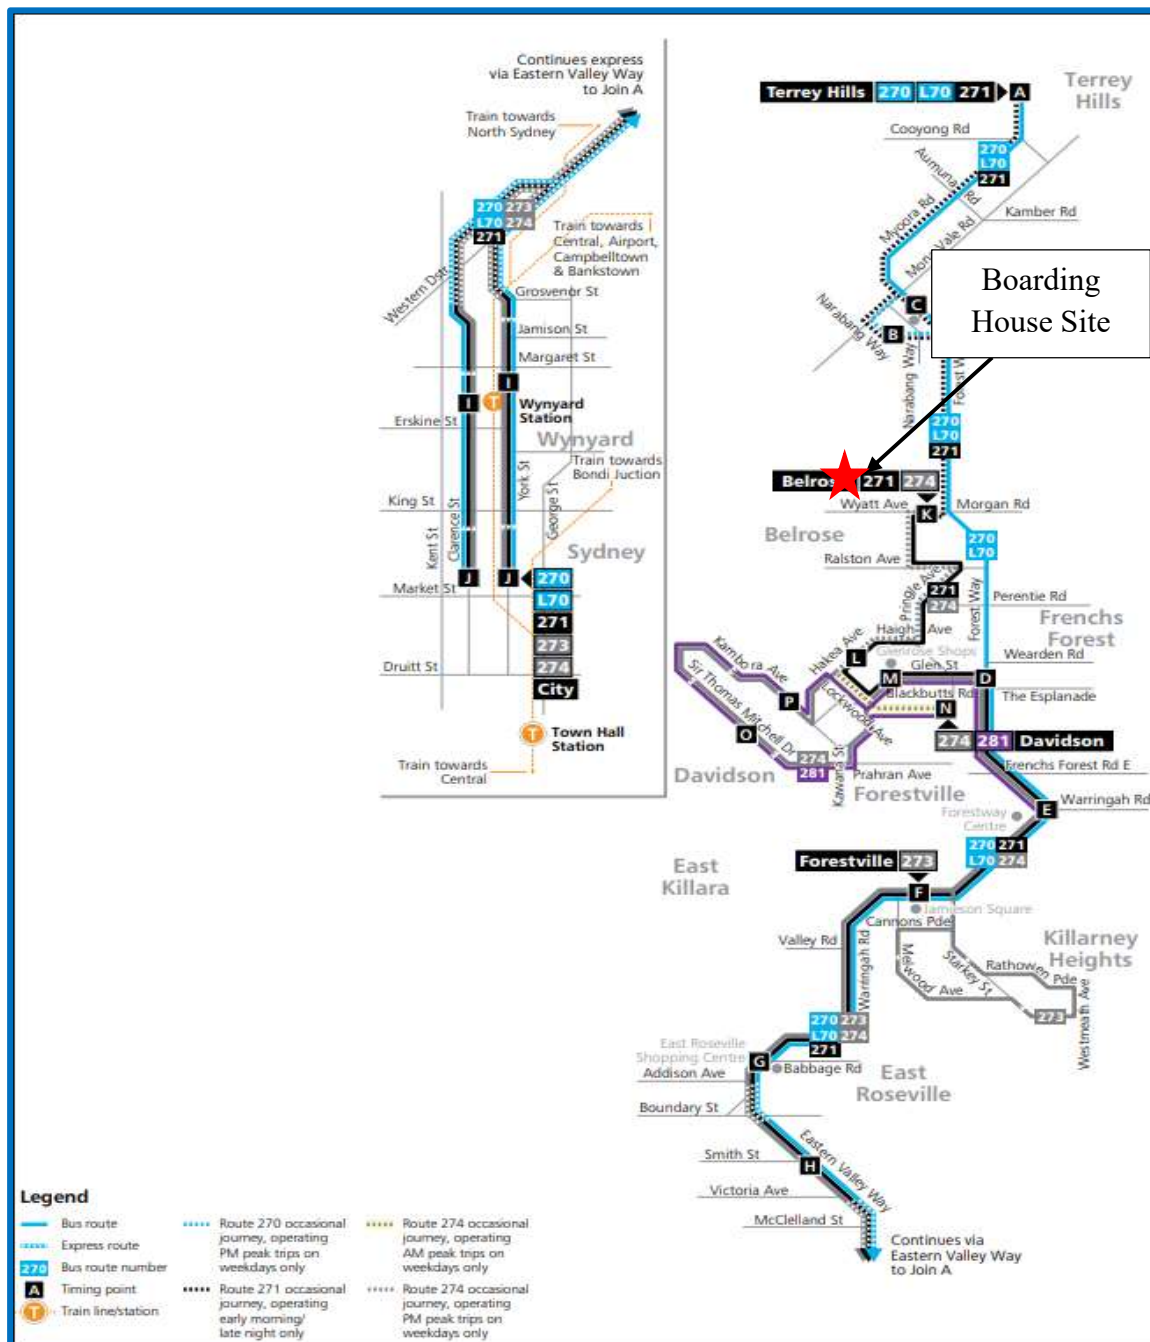 Continues express
via Eastern Valley Way
to Join A
Train towards
North Sydney
270 273
L70 274
271
Train towards
Central, Airport,
Campbelltown
& Bankstown
Western Dstr
Grosvenor St
Jamison St
Margaret St
I
I
T
Wynyard
Station
Erskine St
Wynyard
Train towards
Bondi Juction
King St
Kent St
Clarence St
York St
George St
Sydney
J
J
270
L70
271
273
274
City
Market St
Druitt St
T
Town Hall
Station
Train towards
Central
Terrey Hills 270 L70 271
A
Terrey
Hills
Cooyong Rd
270
L70
271
Aumuna Rd
Kamber Rd
Myoora Rd
Mona Vale Rd
Boarding
House Site
C
B
Narabang Way
Narabang Way
Forest W
270
L70
271
Belros 271 274
Wyatt Ave
K
Morgan Rd
Belrose
270
L70
Ralston Ave
Pringle Ave
271
274
Forest Way
Perentie Rd
Frenchs
Forest
Haigh Ave
Hakea Ave
L
Glenrose Shops
Glen St
Wearden Rd
Kambora Ave
M
D
Blackbutts Rd
The Esplanade
Sir Thomas Mitchell Dr
P
Lockwood Ave
N
O
274 281 Davidson
274
281
Kawana St
Davidson
Prahran Ave
Frenchs Forest Rd E
Forestville
E
Warringah Rd
Forestway
Centre
270 271
L70 274
Forestville 273
East
Killara
F
Jamieson Square
Cannons Pde
Valley Rd
Warringah Rd
Killarney
Heights
Melwood Ave
Starkey St
Rathowen Pde
273
Westmeath Ave
270 273
L70 274
271
East Roseville
Shopping Centre
G
Babbage Rd
Addison Ave
East
Roseville
Boundary St
Eastern Valley Way
Smith St
H
Victoria Ave
McClelland St
Continues via
Eastern Valley Way
to Join A
Legend
Bus route
Express route
270 Bus route number
A Timing point
T Train line/station
Route 270 occasional
journey, operating
PM peak trips on
weekdays only
Route 271 occasional
journey, operating
early morning/
late night only
Route 274 occasional
journey, operating
AM peak trips on
weekdays only
Route 274 occasional
journey, operating
PM peak trips on
weekdays only